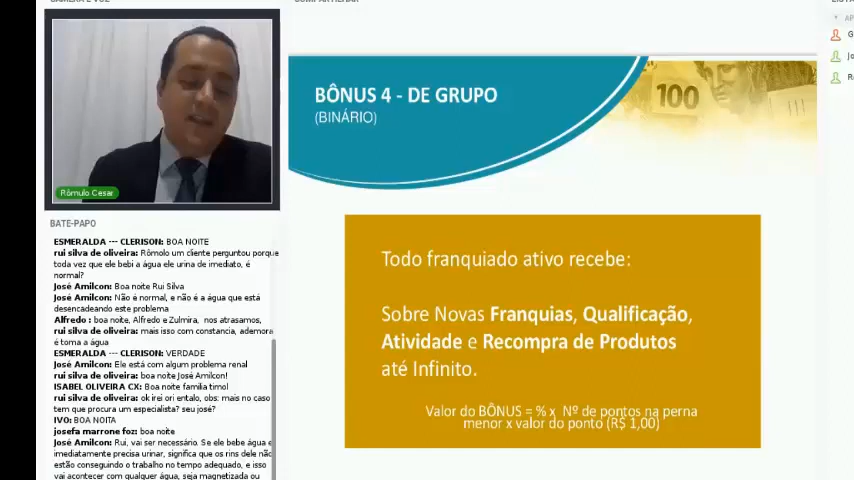 Rômulo Cesar
BATE-PAPO
ESMERALDA --- CLERISON: BOA NOITE
rui silva de oliveira: Rômolo um cliente perguntou porque
toda vez que ele bebi a água ele urina de imediato, é
normal?
José Amilcon: Boa noite Rui Silva
José Amilcon: Não é normal, e não é a água que está
desencadeando este problema
Alfredo : boa noite, Alfredo e Zulmira, nos atrasamos,
rui silva de oliveira: mais isso com constancia, ademora
é toma a água
ESMERALDA --- CLERISON: VERDADE
José Amilcon: Ele está com algum problema renal
rui silva de oliveira: boa noite José Amilcon!
ISABEL OLIVEIRA CX: Boa noite familia timol
rui silva de oliveira: ok irei ori entalo, obs: mais no caso
tem que procura um especialista? seu josé?
IVO: BOA NOITA
josefa marrone foz: boa noite
José Amilcon: Rui, vai ser necessário. Se ele bebe água e
imediatamente precisa urinar, significa que os rins dele não
estão conseguindo o trabalho no tempo adequado, e isso
vai acontecer com qualquer água, seja magnetizada ou
BÔNUS 4 - DE GRUPO
(BINÁRIO)
100
Todo franquiado ativo recebe:
Sobre Novas Franquias, Qualificação,
Atividade e Recompra de Produtos
até Infinito.
Valor do BÔNUS = % x Nº de pontos na perna
menor x valor do ponto (R$ 1,00)
G
Jo
R